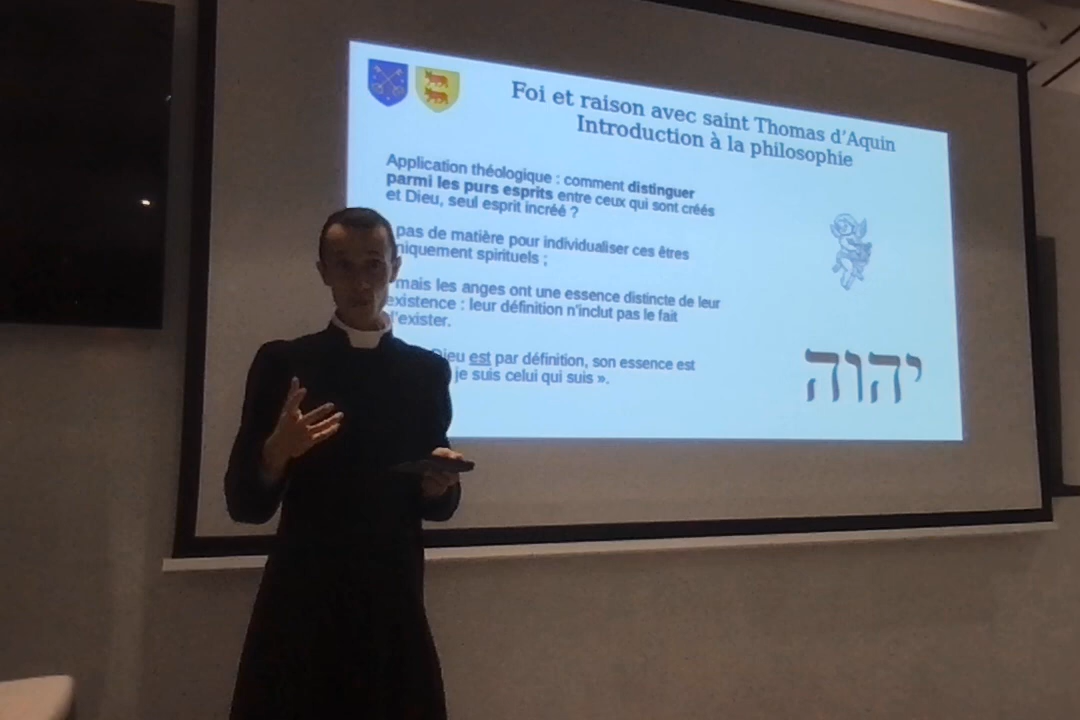 Foi et raison avec saint Thomas d’Aquin
Introduction à la philosophie
Application théologique : comment distinguer
parmi les purs esprits entre ceux qui sont créés
et Dieu, seul esprit incréé ?
pas de matière pour individualiser ces êtres
niquement spirituels ;
mais les anges ont une essence distincte de leur
existence : leur définition n’inclut pas le fait
d’exister.
Dieu est par définition, son essence est
je suis celui qui suis ».
יהוה